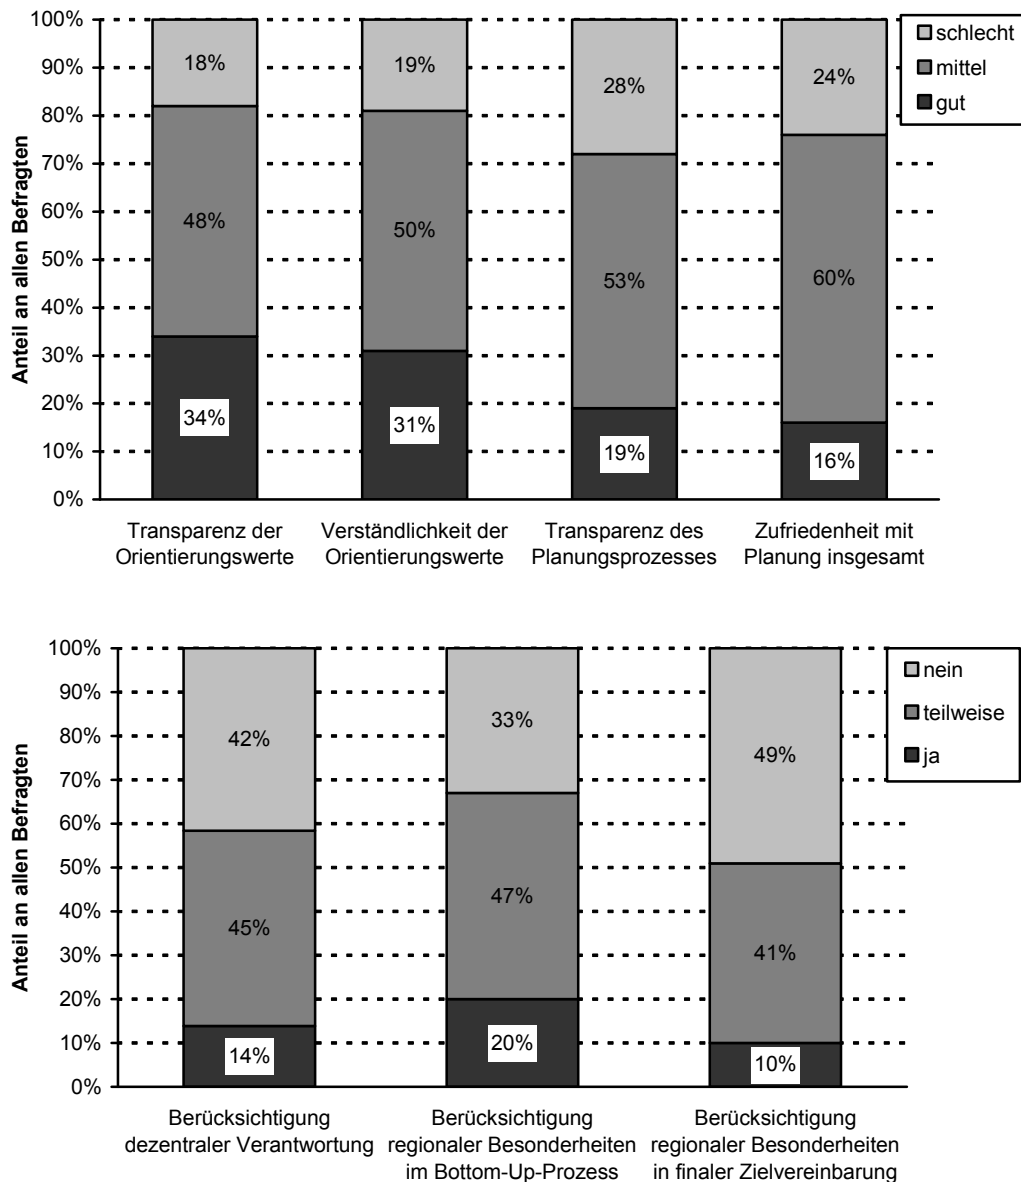 100%
90%
80%
70%
60%
50%
40%
30%
20%
10%
0%
Anteil an allen Befragten
18%
48%
34%
19%
50%
31%
28%
53%
19%
24%
60%
16%
schlecht
mittel
gut
Transparenz der
Orientierungswerte
Verständlichkeit der
Orientierungswerte
Transparenz des
Planungsprozesses
Zufriedenheit mit
Planung insgesamt
100%
90%
80%
70%
60%
50%
40%
30%
20%
10%
0%
Anteil an allen Befragten
42%
45%
14%
33%
47%
20%
49%
41%
10%
nein
teilweise
ja
Berücksichtigung
dezentraler Verantwortung
Berücksichtigung
regionaler Besonderheiten
im Bottom-Up-Prozess
Berücksichtigung
regionaler Besonderheiten
in finaler Zielvereinbarung